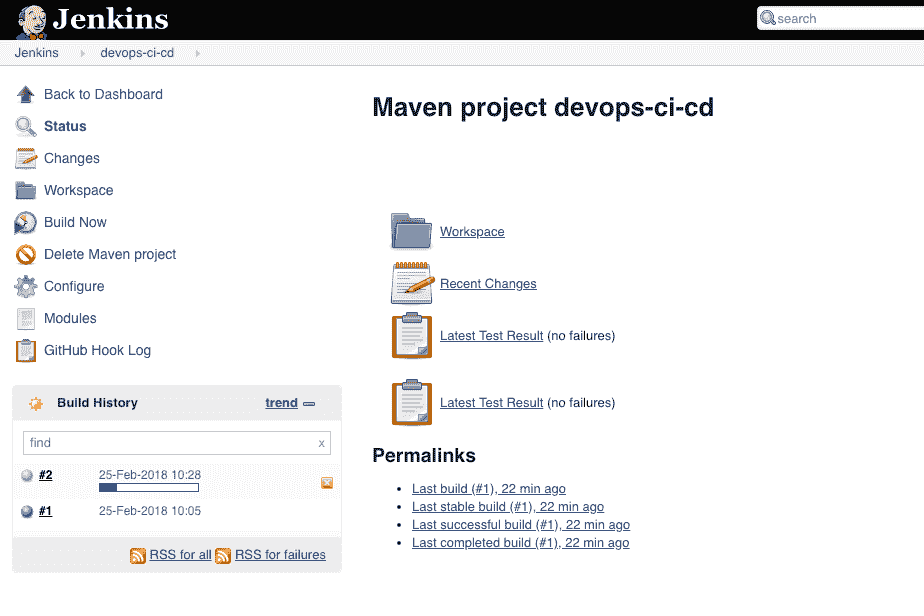 Jenkins
search
Jenkins devops-ci-cd
Back to Dashboard
Status
Changes
Workspace
Build Now
Delete Maven project
Configure
Modules
GitHub Hook Log
Build History trend
find x
#2 25-Feb-2018 10:28
#1 25-Feb-2018 10:05
RSS for all RSS for failures
Maven project devops-ci-cd
Workspace
Recent Changes
Latest Test Result (no failures)
Latest Test Result (no failures)
Permalinks
Last build (#1), 22 min ago
Last stable build (#1), 22 min ago
Last successful build (#1), 22 min ago
Last completed build (#1), 22 min ago